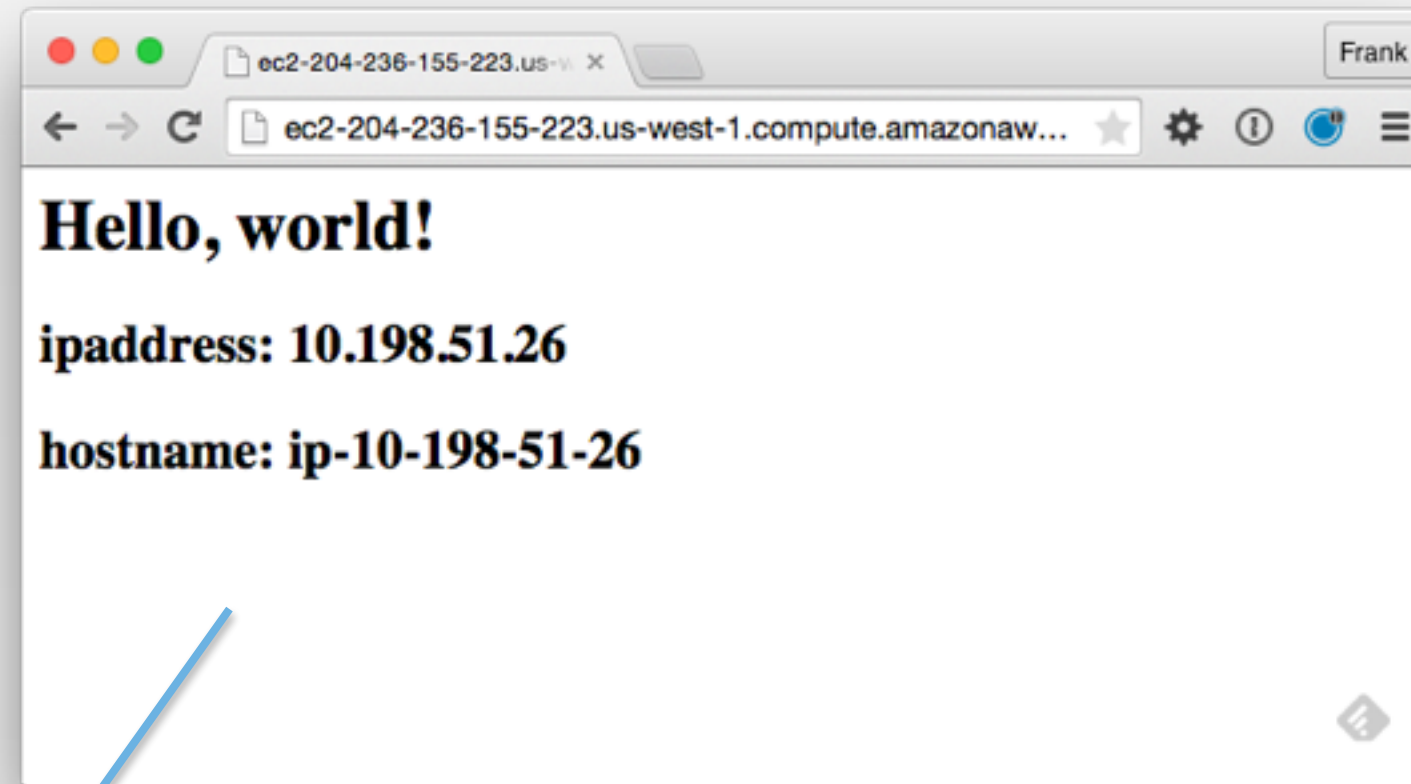 ec2-204-236-155-223.us-w
Frank
ec2-204-236-155-223.us-west-1.compute.amazonaw...
Hello, world!
ipaddress: 10.198.51.26
hostname: ip-10-198-51-26